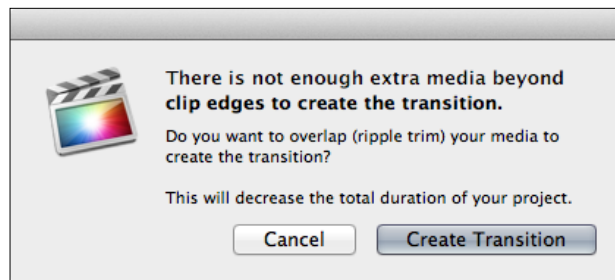 There is not enough extra media beyond
clip edges to create the transition.
Do you want to overlap (ripple trim) your media to
create the transition?
This will decrease the total duration of your project.
Cancel Create Transition